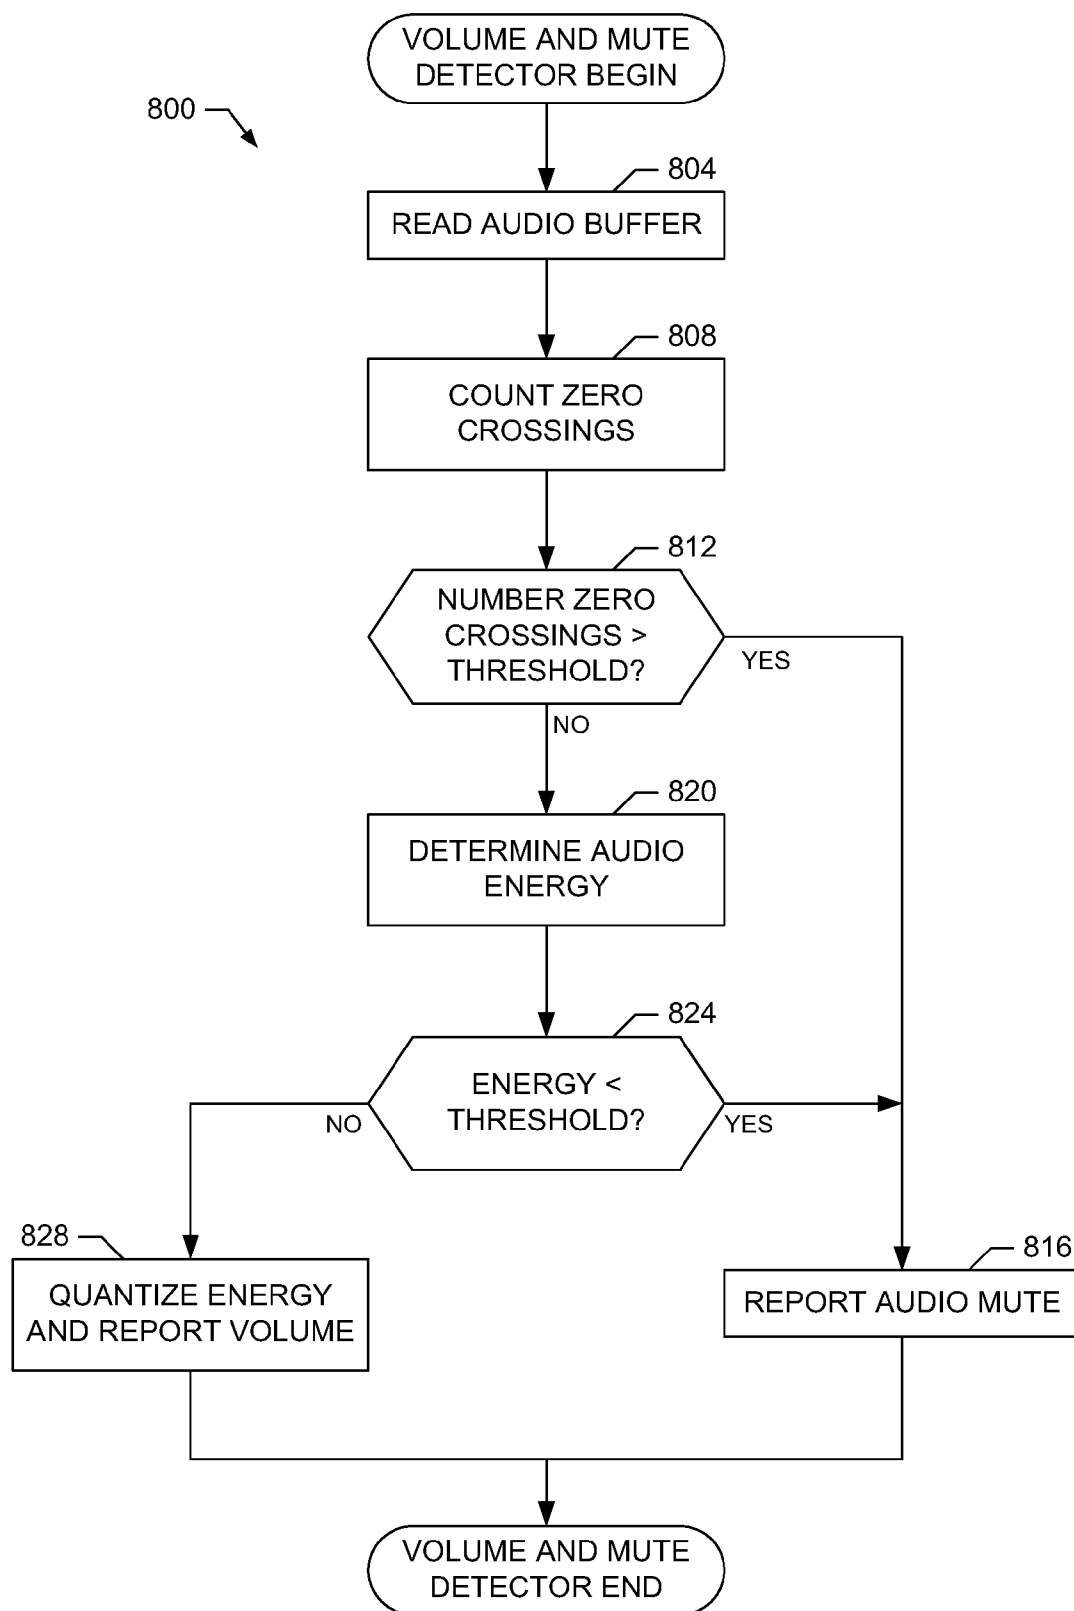 VOLUME AND MUTE
DETECTOR BEGIN
800
804
READ AUDIO BUFFER
808
COUNT ZERO
CROSSINGS
812
NUMBER ZERO
CROSSINGS >
THRESHOLD?
YES
NO
820
DETERMINE AUDIO
ENERGY
824
ENERGY <
THRESHOLD?
NO
YES
828
QUANTIZE ENERGY
AND REPORT VOLUME
816
REPORT AUDIO MUTE
VOLUME AND MUTE
DETECTOR END